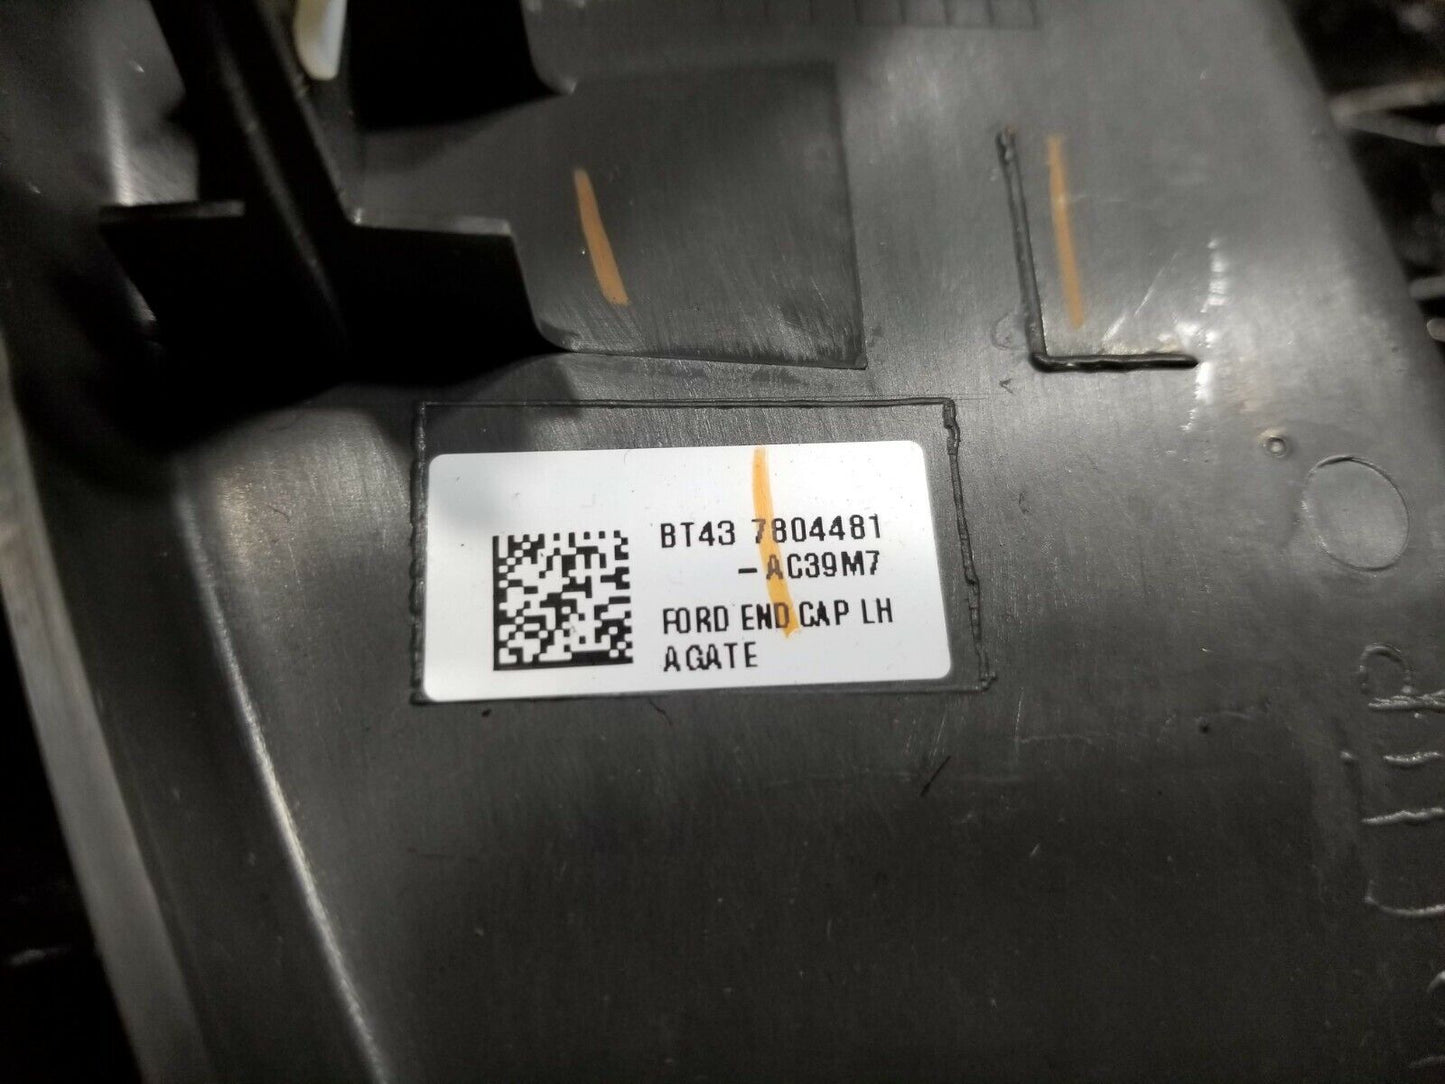 BT43 7804481
-AC39M7
FORD END CAP LH
AGATE